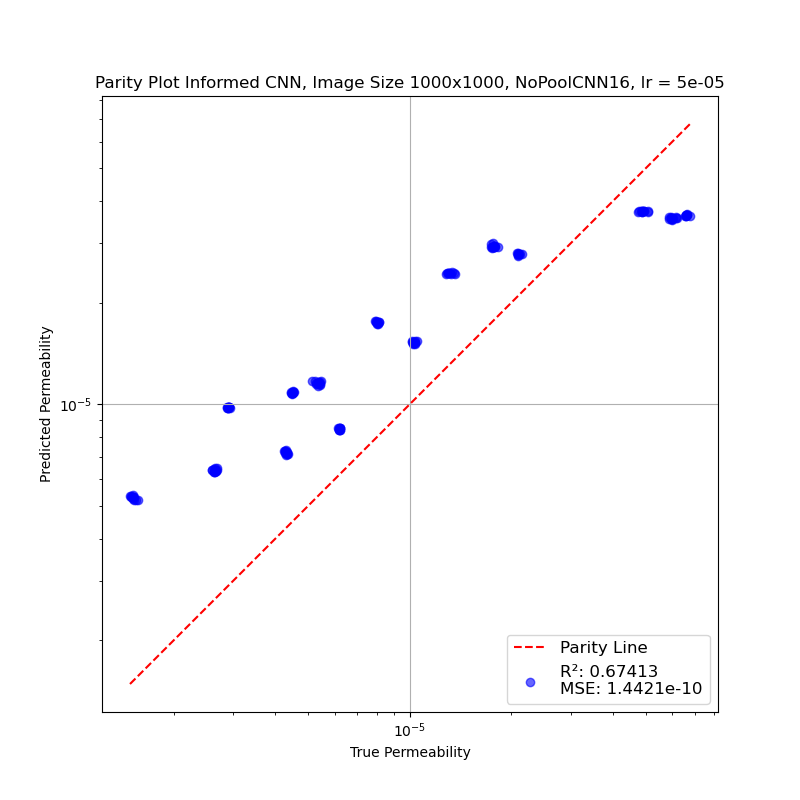 Parity Plot Informed CNN, Image Size 1000x1000, NoPoolCNN16, lr = 5e-05
Predicted Permeability
10⁻⁵
Parity Line
R²: 0.67413
MSE: 1.4421e-10
10⁻⁵
True Permeability